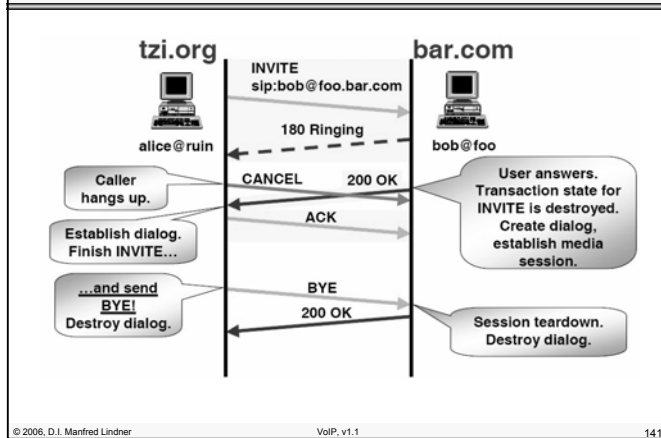 tzi.org
bar.com
INVITE
sip:bob@foo.bar.com
alice@ruin
bob@foo
180 Ringing
Caller
hangs up.
CANCEL
200 OK
User answers.
Transaction state for
INVITE is destroyed.
Create dialog,
establish media
session.
Establish dialog.
Finish INVITE…
ACK
…and send
BYE!
Destroy dialog.
BYE
200 OK
Session teardown.
Destroy dialog.
© 2006, D.I. Manfred Lindner
VoIP, v1.1
141